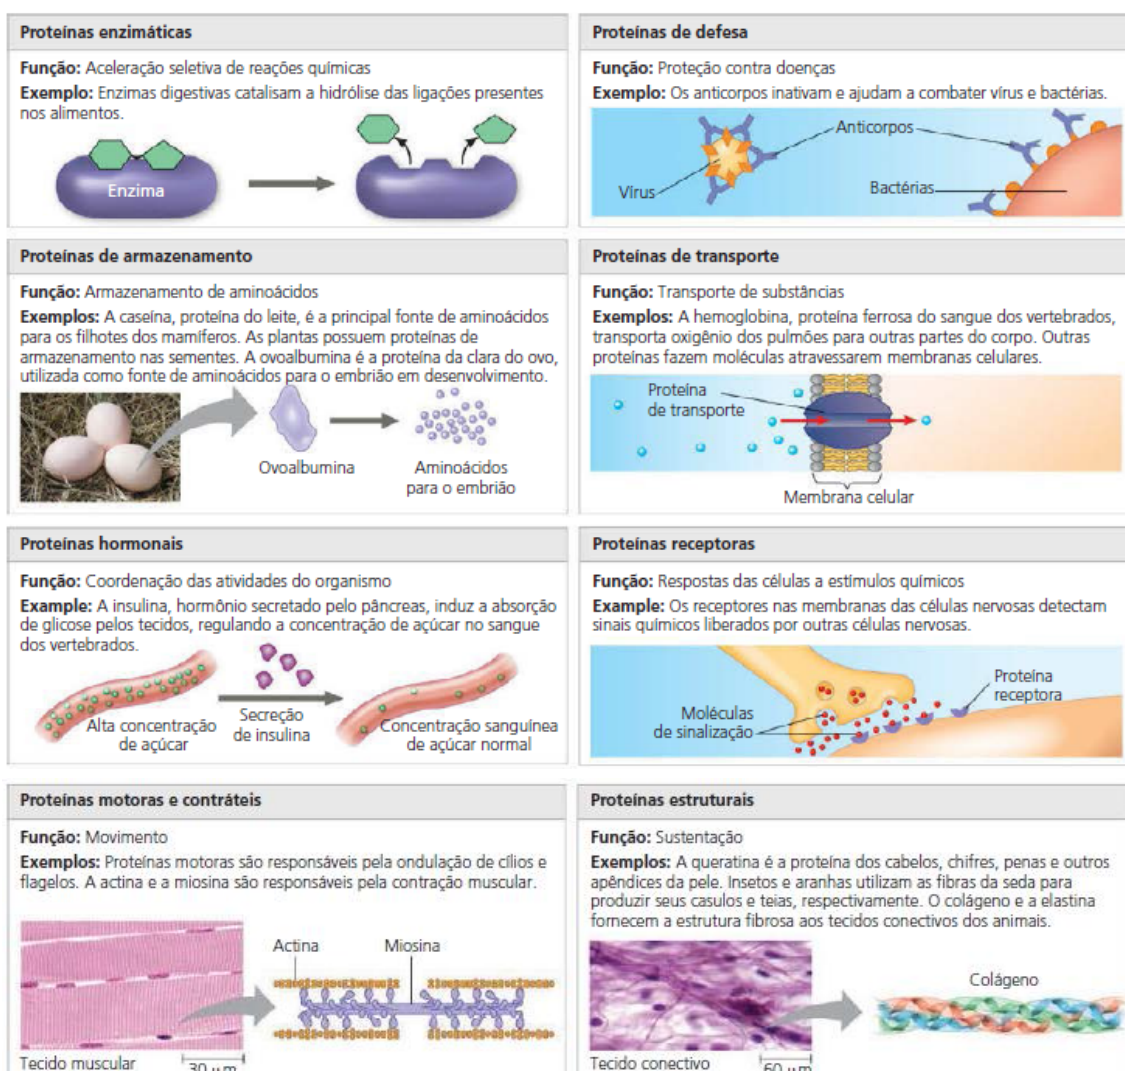 Proteínas enzimáticas
Função: Aceleração seletiva de reações químicas
Exemplo: Enzimas digestivas catalisam a hidrólise das ligações presentes
nos alimentos.
Enzima
Proteínas de defesa
Função: Proteção contra doenças
Exemplo: Os anticorpos inativam e ajudam a combater vírus e bactérias.
Anticorpos
Vírus
Bactérias
Proteínas de armazenamento
Função: Armazenamento de aminoácidos
Exemplos: A caseína, proteína do leite, é a principal fonte de aminoácidos
para os filhotes dos mamíferos. As plantas possuem proteínas de
armazenamento nas sementes. A ovoalbumina é a proteína da clara do ovo,
utilizada como fonte de aminoácidos para o embrião em desenvolvimento.
Ovoalbumina
Aminoácidos
para o embrião
Proteínas de transporte
Função: Transporte de substâncias
Exemplos: A hemoglobina, proteína ferrosa do sangue dos vertebrados,
transporta oxigênio dos pulmões para outras partes do corpo. Outras
proteínas fazem moléculas atravessarem membranas celulares.
Proteína
de transporte
Membrana celular
Proteínas hormonais
Função: Coordenação das atividades do organismo
Example: A insulina, hormônio secretado pelo pâncreas, induz a absorção
de glicose pelos tecidos, regulando a concentração de açúcar no sangue
dos vertebrados.
Alta concentração
de açúcar
Secreção
de insulina
Concentração sanguínea
de açúcar normal
Proteínas receptoras
Função: Respostas das células a estímulos químicos
Example: Os receptores nas membranas das células nervosas detectam
sinais químicos liberados por outras células nervosas.
Proteína
receptora
Moléculas
de sinalização
Proteínas motoras e contráteis
Função: Movimento
Exemplos: Proteínas motoras são responsáveis pela ondulação de cílios e
flagelos. A actina e a miosina são responsáveis pela contração muscular.
Actina
Miosina
Tecido muscular
30 μm
Proteínas estruturais
Função: Sustentação
Exemplos: A queratina é a proteína dos cabelos, chifres, penas e outros
apêndices da pele. Insetos e aranhas utilizam as fibras da seda para
produzir seus casulos e teias, respectivamente. O colágeno e a elastina
fornecem a estrutura fibrosa aos tecidos conectivos dos animais.
Colágeno
Tecido conectivo
60 μm